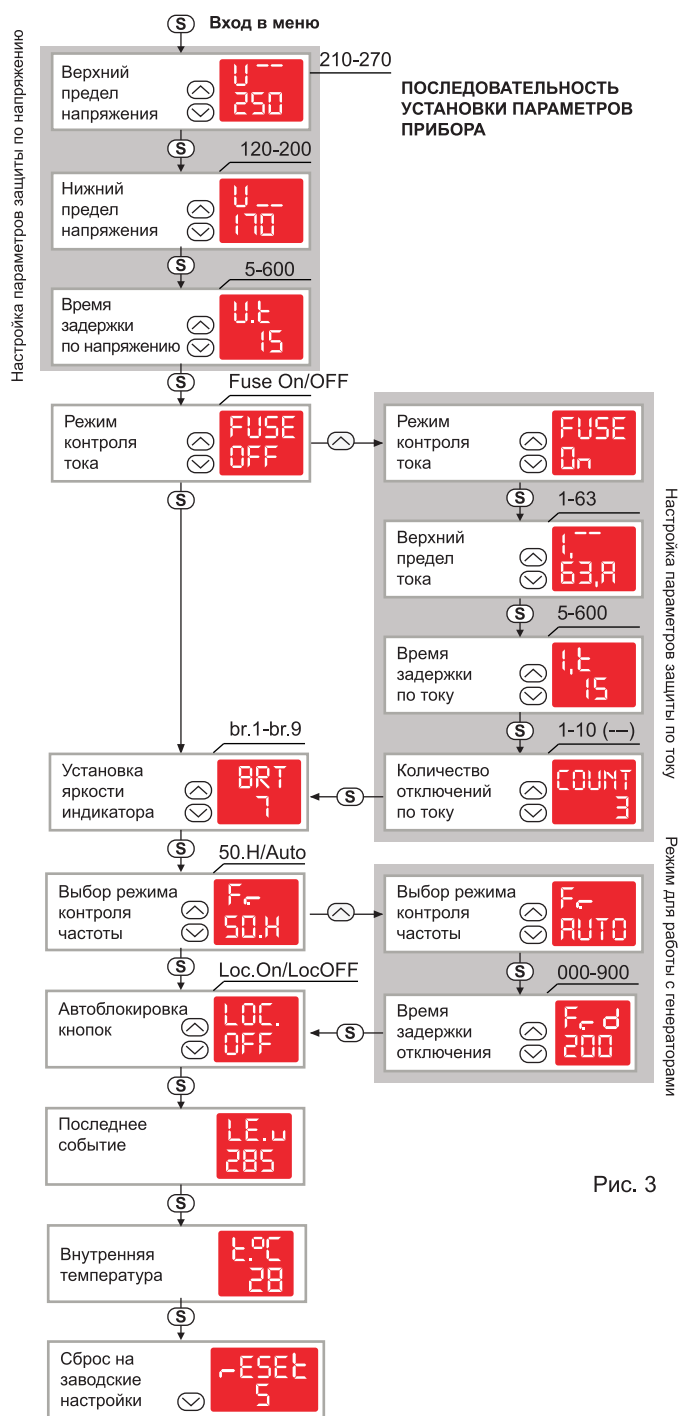 S Вход в меню
Настройка параметров защиты по напряжению
Верхний
предел
напряжения
U ¯¯
250
210-270
ПОСЛЕДОВАТЕЛЬНОСТЬ
УСТАНОВКИ ПАРАМЕТРОВ
ПРИБОРА
S
120-200
Нижний
предел
напряжения
U __
170
S
5-600
Время
задержки
по напряжению
U.t
15
S
Fuse On/OFF
Режим
контроля
тока
FUSE
OFF
Режим
контроля
тока
FUSE
On
S
S
1-63
Настройка параметров защиты по току
Верхний
предел
тока
I,¯¯
63,A
S
5-600
Время
задержки
по току
I,t
15
S
1-10 (---)
Количество
отключений
по току
COUNT
3
S
br.1-br.9
Установка
яркости
индикатора
BRT
7
S
50.H/Auto
Выбор режима
контроля
частоты
Fr
50.H
Режим для работы с генераторами
Выбор режима
контроля
частоты
Fr
AUTO
S
000-900
Время
задержки
отключения
Fr d
200
S
S
Loc.On/LocOFF
Автоблокировка
кнопок
LOC.
OFF
S
Последнее
событие
LE.u
285
Рис. 3
S
Внутренняя
температура
t.°C
28
S
Сброс на
заводские
настройки
rESEt
5